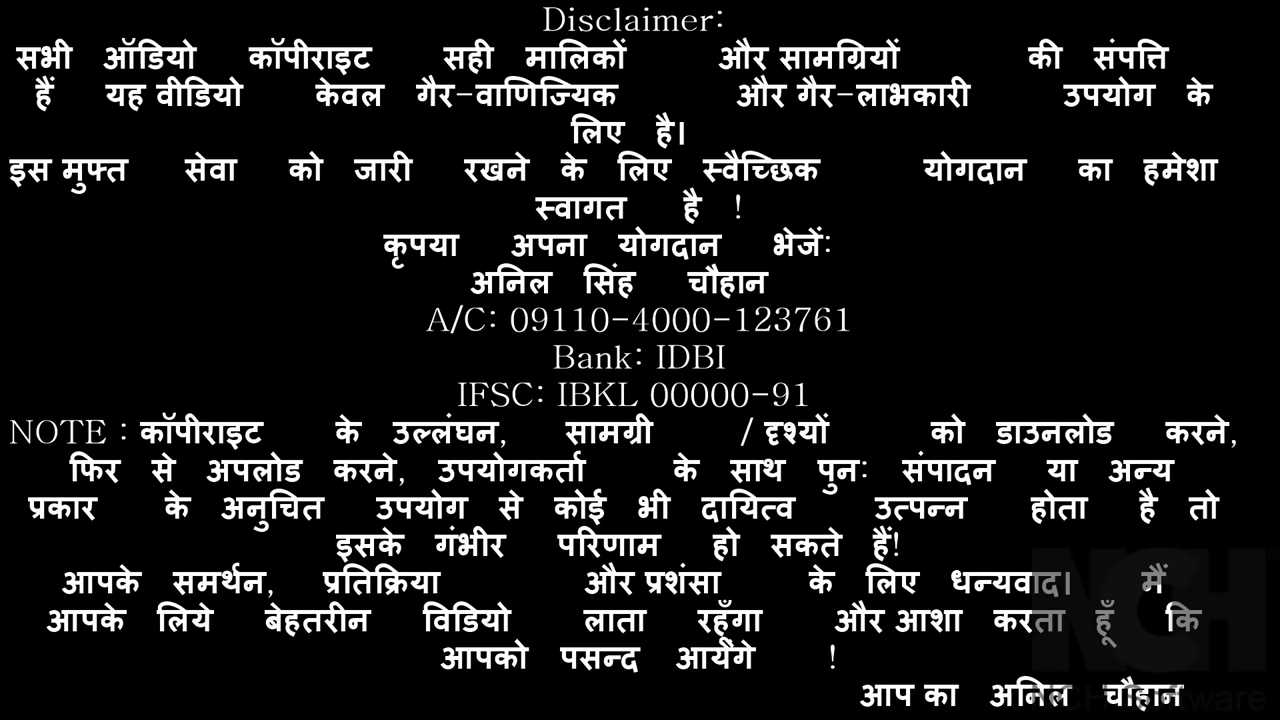 Disclaimer:
सभी ऑडियो कॉपीराइट सही मालिकों और सामग्रियों की संपत्ति
हैं यह वीडियो केवल गैर-वाणिज्यिक और गैर-लाभकारी उपयोग के
लिए है।
इस मुफ्त सेवा को जारी रखने के लिए स्वैच्छिक योगदान का हमेशा
स्वागत है !
कृपया अपना योगदान भेजें:
अनिल सिंह चौहान
A/C: 09110-4000-123761
Bank: IDBI
IFSC: IBKL 00000-91
NOTE : कॉपीराइट के उल्लंघन, सामग्री / दृश्यों को डाउनलोड करने,
फिर से अपलोड करने, उपयोगकर्ता के साथ पुन: संपादन या अन्य
प्रकार के अनुचित उपयोग से कोई भी दायित्व उत्पन्न होता है तो
इसके गंभीर परिणाम हो सकते हैं!
आपके समर्थन, प्रतिक्रिया और प्रशंसा के लिए धन्यवाद। मैं
आपके लिये बेहतरीन विडियो लाता रहूँगा और आशा करता हूँ कि
आपको पसन्द आयेंगे !
आप का अनिल चौहान
NCH
NCH Software